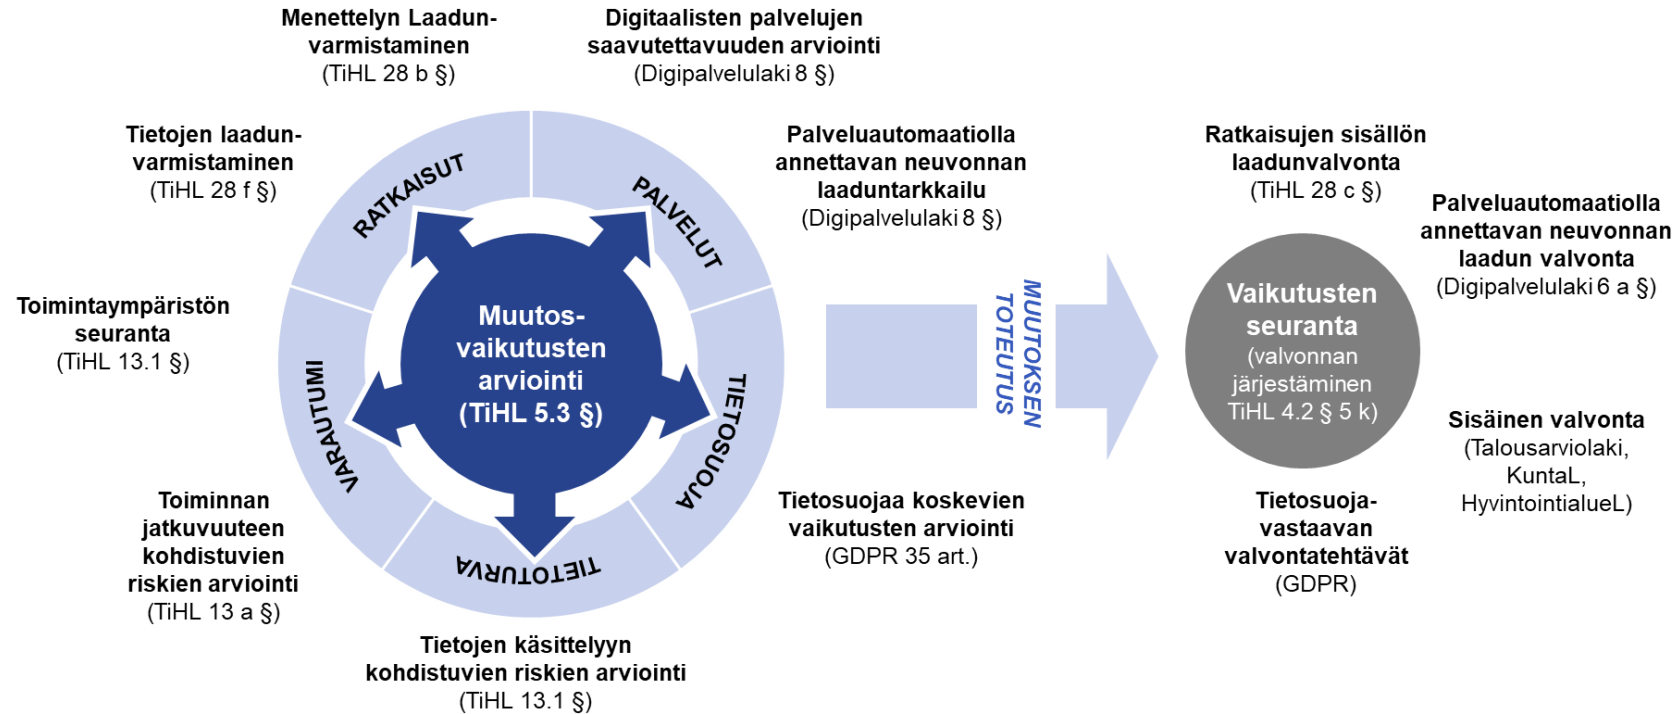 Menettelyn Laadun-
varmistaminen
(TiHL 28 b §)
Digitaalisten palvelujen
saavutettavuuden arviointi
(Digipalvelulaki 8 §)
Tietojen laadun-
varmistaminen
(TiHL 28 f §)
Palveluautomaatiolla
annettavan neuvonnan
laaduntarkkailu
(Digipalvelulaki 8 §)
Toimintaympäristön
seuranta
(TiHL 13.1 §)
RATKAISUT
PALVELUT
TIETOSUOJA
TIETOTURVA
VARAUTUMI
Muutos-
vaikutusten
arviointi
(TiHL 5.3 §)
Toiminnan
jatkuvuuteen
kohdistuvien
riskien arviointi
(TiHL 13 a §)
Tietojen käsittelyyn
kohdistuvien riskien arviointi
(TiHL 13.1 §)
Tietosuojaa koskevien
vaikutusten arviointi
(GDPR 35 art.)
MUUTOKSEN
TOTEUTUS
Ratkaisujen sisällön
laadunvalvonta
(TiHL 28 c §)
Palveluautomaatiolla
annettavan neuvonnan
laadun valvonta
(Digipalvelulaki 6 a §)
Vaikutusten
seuranta
(valvonnan
järjestäminen
TiHL 4.2 § 5 k)
Sisäinen valvonta
(Talousarviolaki,
KuntaL,
HyvintointialueL)
Tietosuoja-
vastaavan
valvontatehtävät
(GDPR)